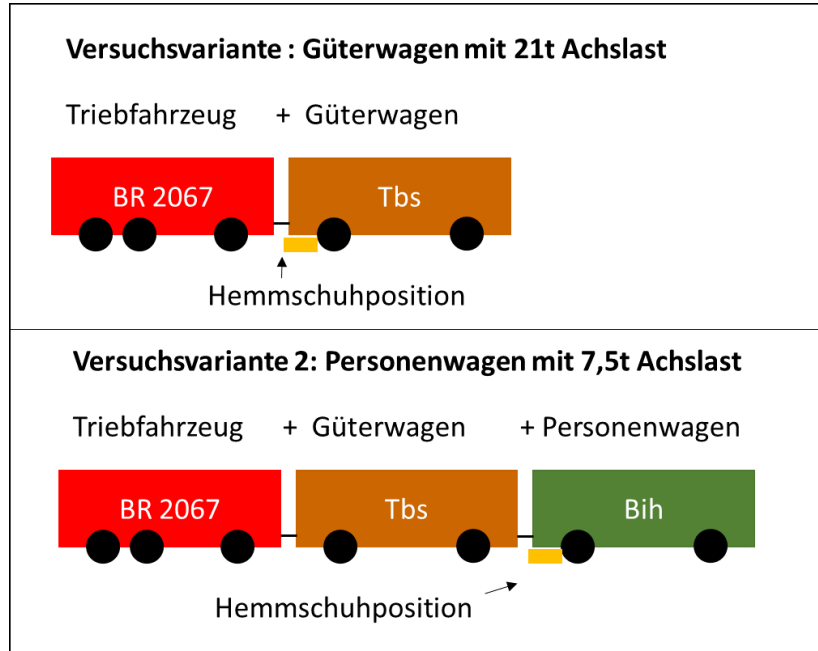 Versuchsvariante : Güterwagen mit 21t Achslast
Triebfahrzeug + Güterwagen
BR 2067 Tbs
Hemmschuhposition
Versuchsvariante 2: Personenwagen mit 7,5t Achslast
Triebfahrzeug + Güterwagen + Personenwagen
BR 2067 Tbs Bih
Hemmschuhposition